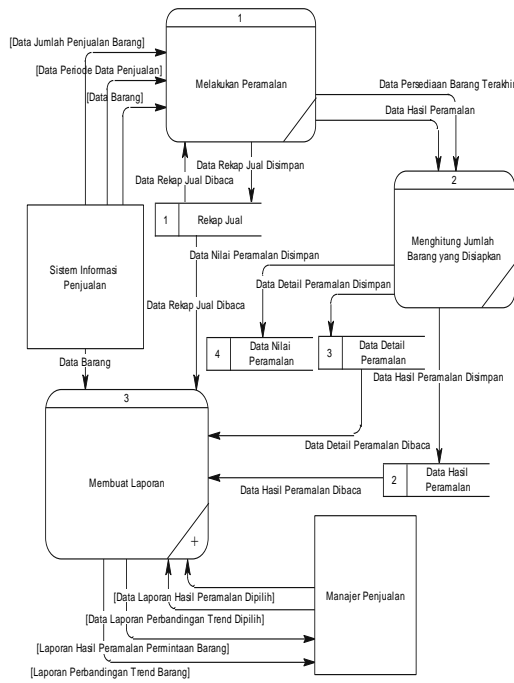 1
[Data Jumlah Penjualan Barang]
Melakukan Peramalan
[Data Periode Data Penjualan]
Data Persediaan Barang Terakhir
[Data Barang]
Data Hasil Peramalan
Data Rekap Jual Disimpan
Data Rekap Jual Dibaca
2
1
Rekap Jual
Menghitung Jumlah
Barang yang Disiapkan
Sistem Informasi
Penjualan
Data Nilai Peramalan Disimpan
Data Detail Peramalan Disimpan
Data Rekap Jual Dibaca
4
Data Nilai
Peramalan
3
Data Detail
Peramalan
Data Barang
Data Hasil Peramalan Disimpan
3
Data Detail Peramalan Dibaca
Membuat Laporan
2
Data Hasil
Peramalan
Data Hasil Peramalan Dibaca
+
[Data Laporan Hasil Peramalan Dipilih]
Manajer Penjualan
[Data Laporan Perbandingan Trend Dipilih]
[Laporan Hasil Peramalan Permintaan Barang]
[Laporan Perbandingan Trend Barang]